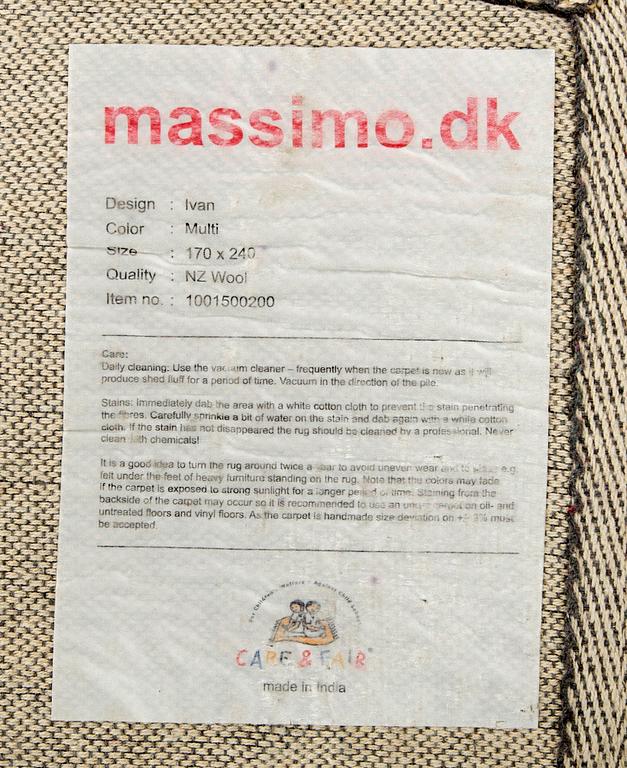 massimo.dk
Design : Ivan
Color : Multi
Size : 170 x 240
Quality : NZ Wool
Item no. : 1001500200
Care:
Daily cleaning: Use the vacuum cleaner – frequently when the carpet is new as it will
produce shed fluff for a period of time. Vacuum in the direction of the pile.
Stains: Immediately dab the area with a white cotton cloth to prevent the stain penetrating
the fibres. Carefully sprinkle a bit of water on the stain and dab again with a white cotton
cloth. If the stain has not disappeared the rug should be cleaned by a professional. Never
clean with chemicals!
It is a good idea to turn the rug around twice a year to avoid uneven wear and to e.g.
felt under the feet of heavy furniture standing on the rug. Note that the colors may fade
if the carpet is exposed to strong sunlight for a longer period of time. Staining from the
backside of the carpet may occur so it is recommended to use an under carpet on oil- and
untreated floors and vinyl floors. As the carpet is handmade size deviation on +- 3% must
be accepted.
For Children Welfare - Against Child Labour
CARE & FAIR®
made in India